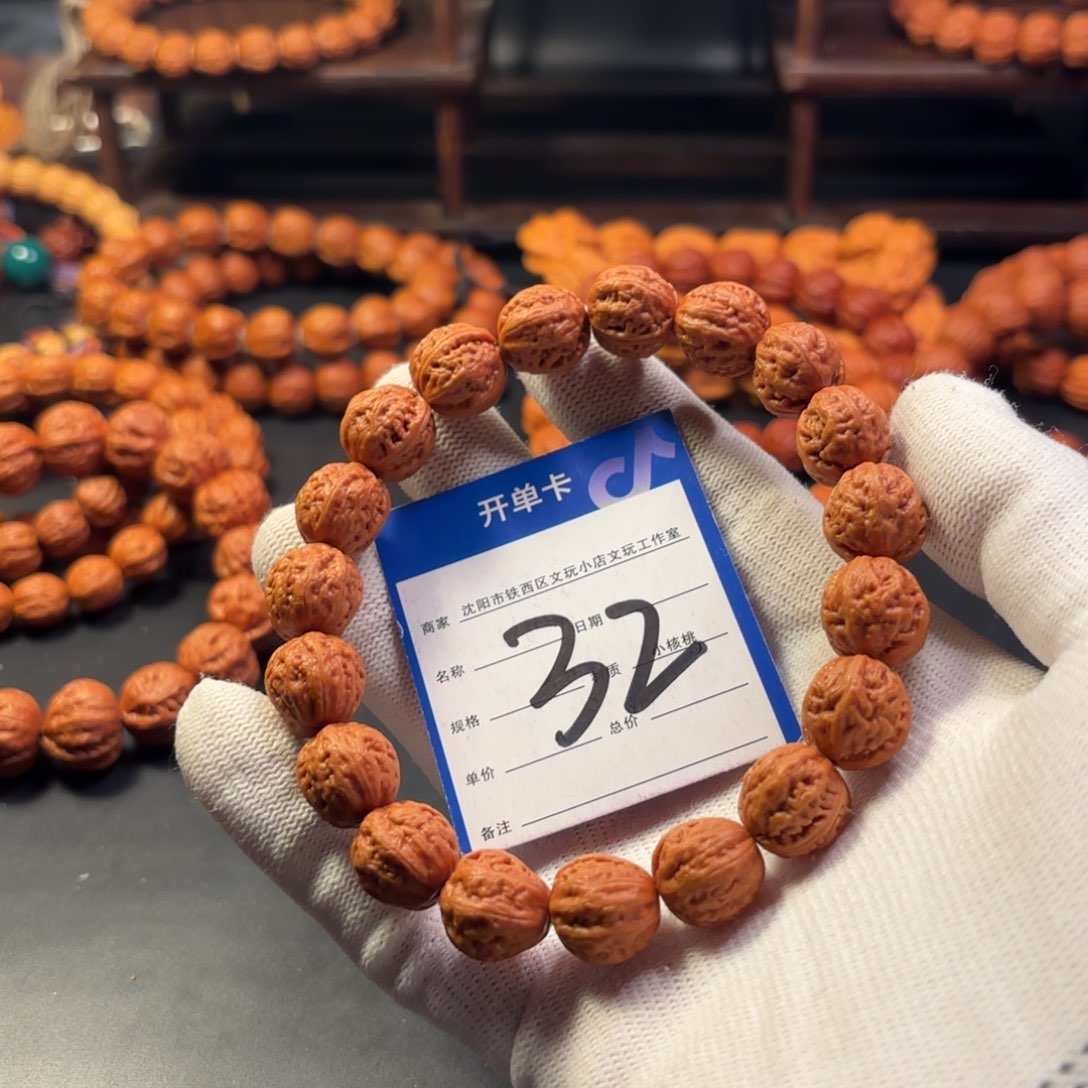 开单卡
商家 沈阳市铁西区文玩小店文玩工作室
名称 日期
规格 质 小核桃
单价 总价
备注
32